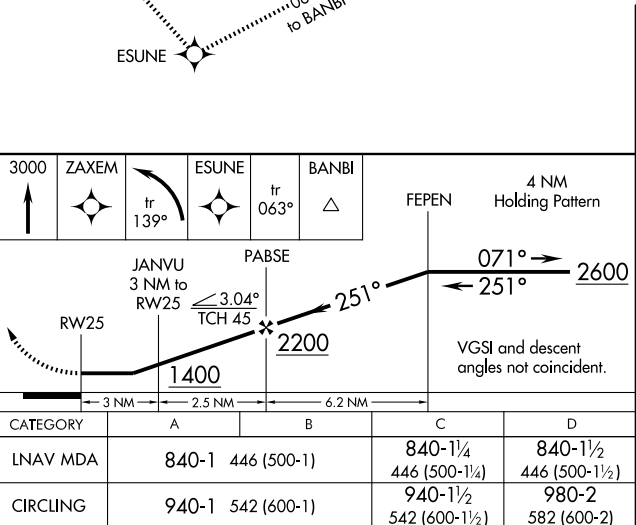 06
to BANBI
ESUNE
3000
ZAXEM
tr
139°
ESUNE
tr
063°
BANBI
4 NM
Holding Pattern
FEPEN
071°
251°
2600
PABSE
JANVU
3 NM to
RW25
3.04°
TCH 45
251°
RW25
2200
1400
VGSI and descent
angles not coincident.
3 NM
2.5 NM
6.2 NM
CATEGORY A B C D
LNAV MDA 840-1 446 (500-1) 840-1¼ 446 (500-1¼) 840-1½ 446 (500-1½)
CIRCLING 940-1 542 (600-1) 940-1½ 542 (600-1½) 980-2 582 (600-2)